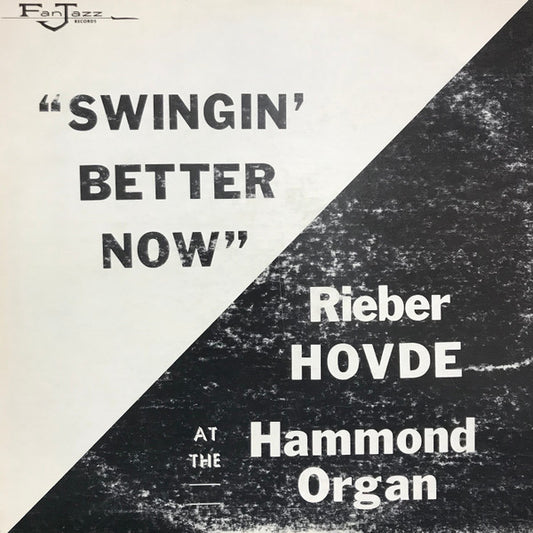 FanJazz
RECORDS
“SWINGIN’
BETTER
NOW”
Rieber
HOVDE
AT
THE
Hammond
Organ